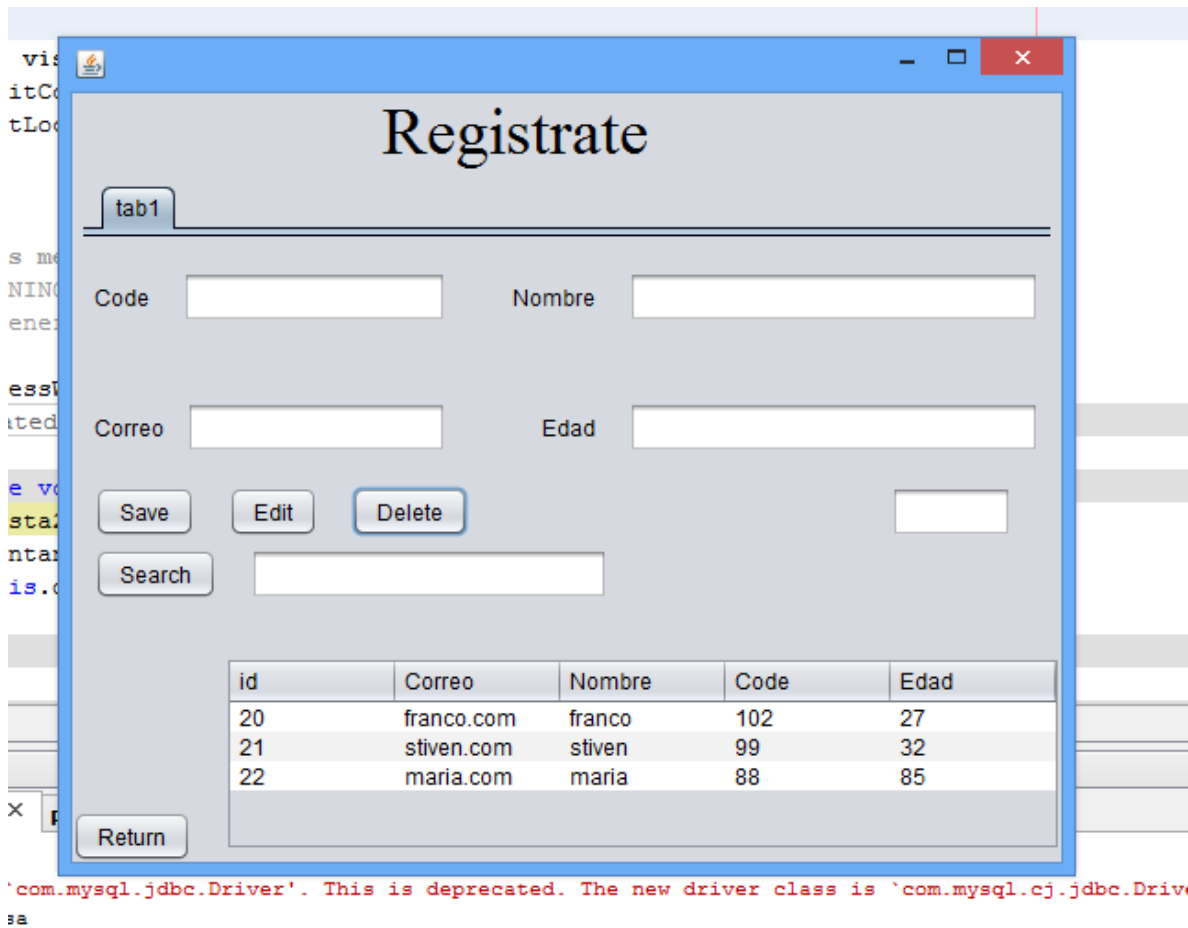 Registrate
tab1
Code Nombre
Correo Edad
Save Edit Delete
Search
id Correo Nombre Code Edad
20 franco.com franco 102 27
21 stiven.com stiven 99 32
22 maria.com maria 88 85
Return
`com.mysql.jdbc.Driver'. This is deprecated. The new driver class is `com.mysql.cj.jdbc.Drive
sa